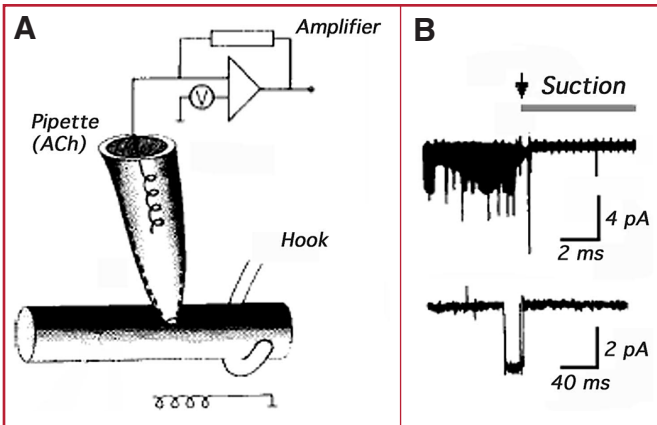 A
Amplifier
V
Pipette
(ACh)
Hook
B
Suction
4 pA
2 ms
2 pA
40 ms